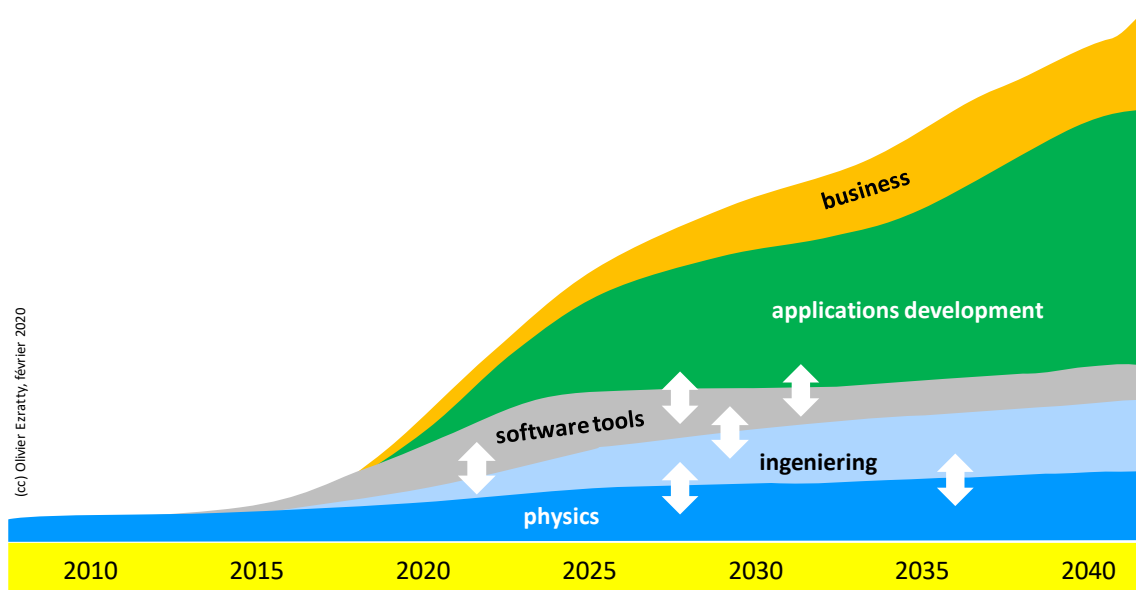 business
applications development
software tools
ingeniering
physics
(cc) Olivier Ezratty, février 2020
2010 2015 2020 2025 2030 2035 2040